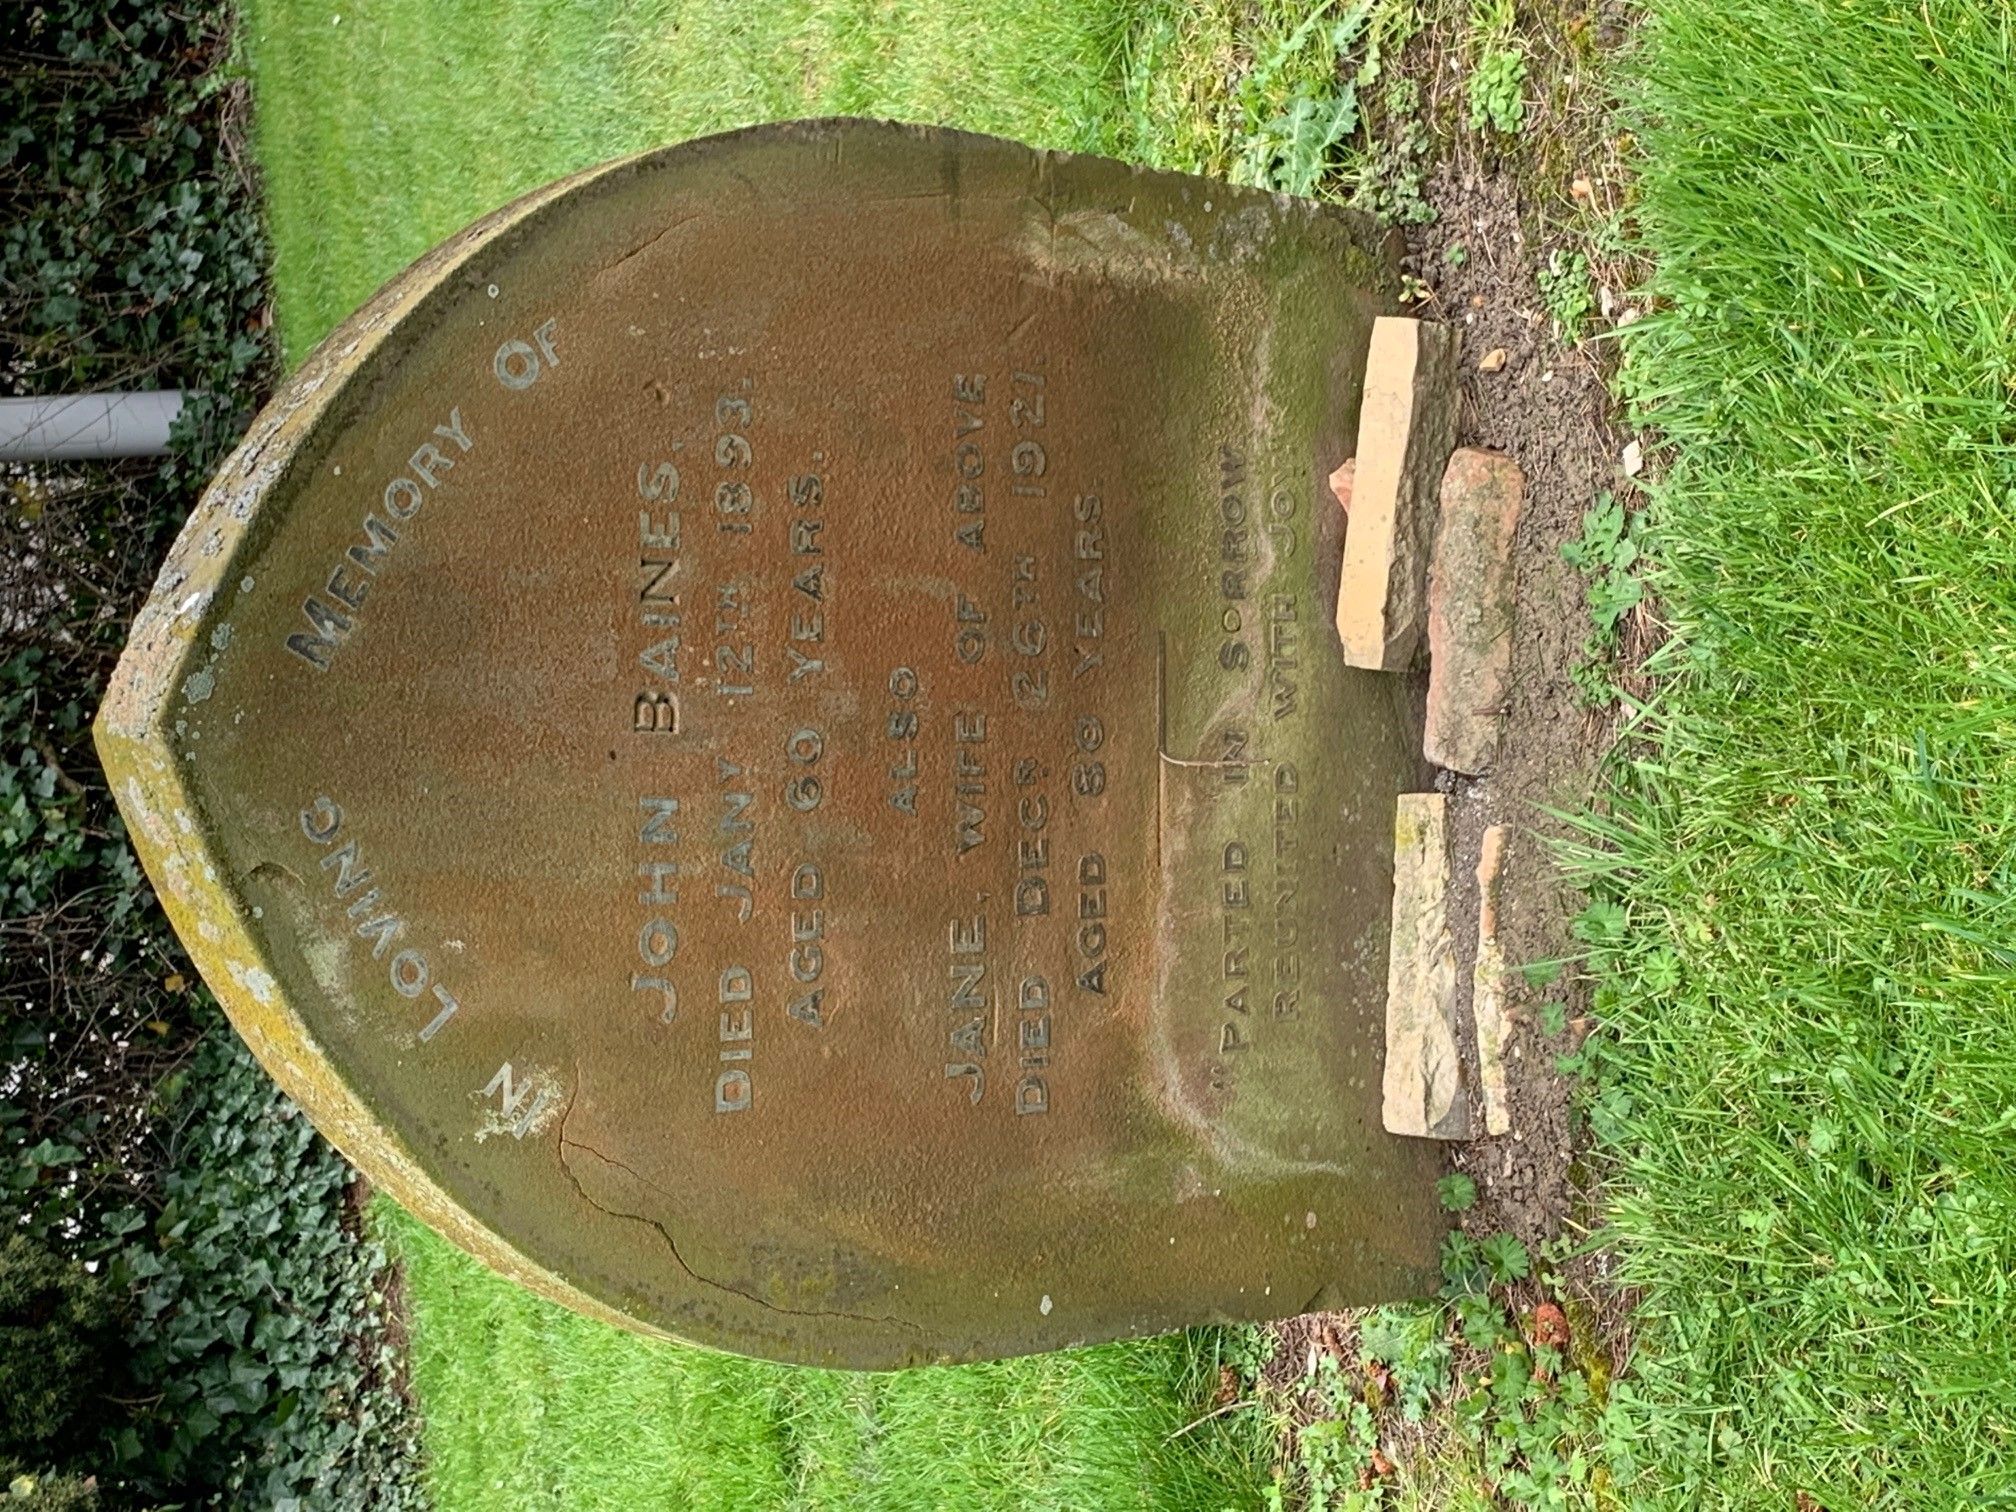 IN LOVING MEMORY OF
JOHN BAINES,
DIED JANY 12TH 1893.
AGED 60 YEARS.
ALSO
JANE, WIFE OF ABOVE
DIED DECR 26TH 1921.
AGED YEARS.
"PARTED IN SORROW,
REUNITED WITH JOY."